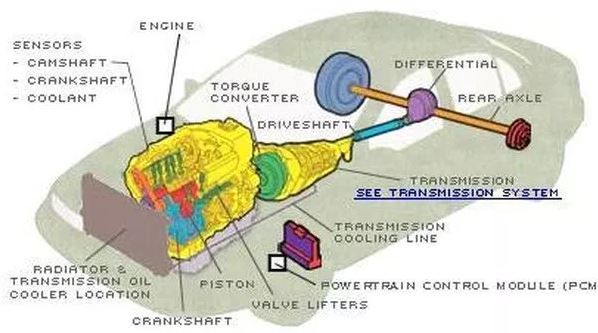 ENGINE
SENSORS
- CAMSHAFT
- CRANKSHAFT
- COOLANT
TORQUE
CONVERTER
DIFFERENTIAL
REAR AXLE
DRIVESHAFT
TRANSMISSION
SEE TRANSMISSION SYSTEM
TRANSMISSION
COOLING LINE
RADIATOR &
TRANSMISSION OIL
COOLER LOCATION
PISTON
POWERTRAIN CONTROL MODULE (PCM
VALVE LIFTERS
CRANKSHAFT